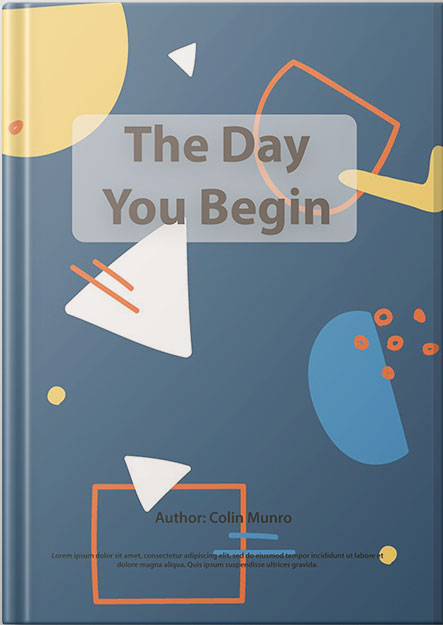 The Day
You Begin
Author: Colin Munro
Lorem ipsum dolor sit amet, consectetur adipiscing elit, sed do eiusmod tempor incididunt ut labore et
dolore magna aliqua. Quis ipsum suspendisse ultrices gravida.